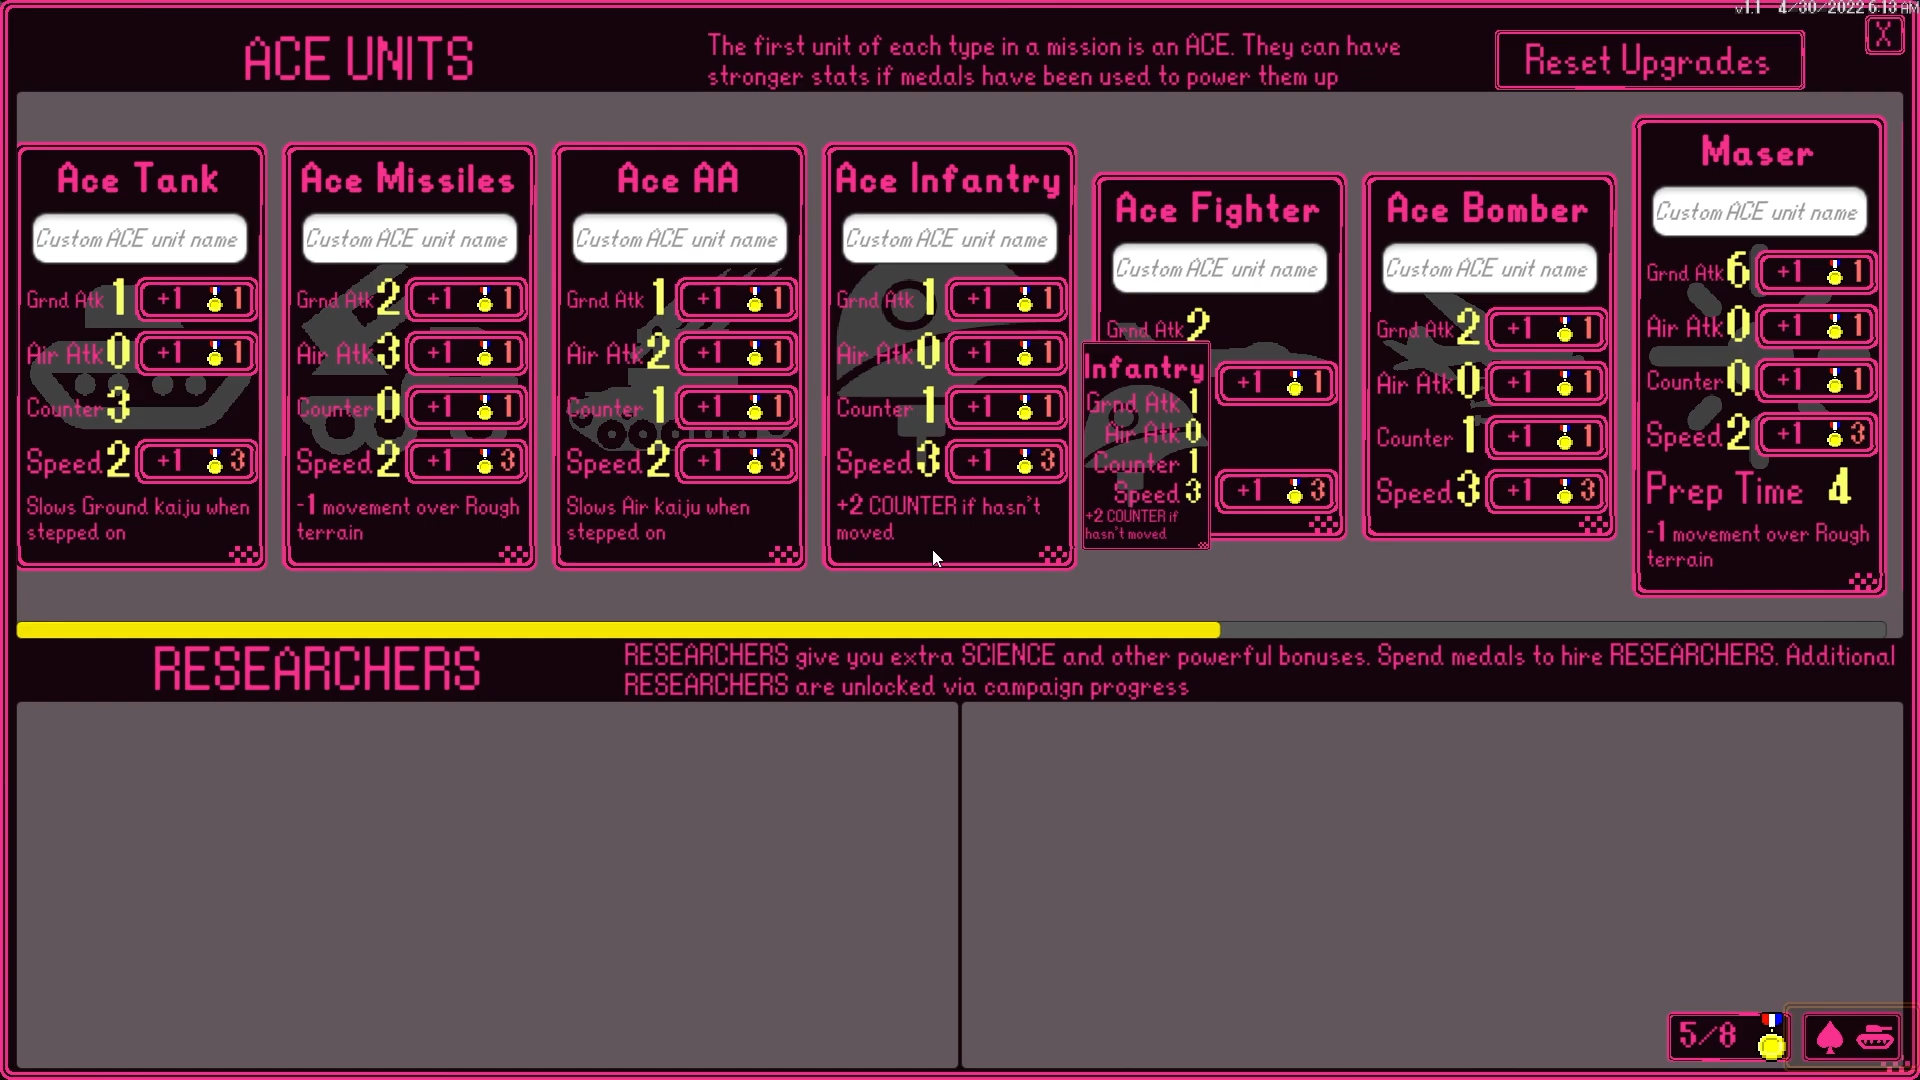 v1.1 4/30/2022 6:13 AM
ACE UNITS
The first unit of each type in a mission is an ACE. They can have
stronger stats if medals have been used to power them up
Reset Upgrades
X
Ace Tank
Custom ACE unit name
Grnd Atk 1 +1 1
Air Atk 0 +1 1
Counter 3
Speed 2 +1 3
Slows Ground kaiju when
stepped on
Ace Missiles
Custom ACE unit name
Grnd Atk 2 +1 1
Air Atk 3 +1 1
Counter 0 +1 1
Speed 2 +1 3
-1 movement over Rough
terrain
Ace AA
Custom ACE unit name
Grnd Atk 1 +1 1
Air Atk 2 +1 1
Counter 1 +1 1
Speed 2 +1 3
Slows Air kaiju when
stepped on
Ace Infantry
Custom ACE unit name
Grnd Atk 1 +1 1
Air Atk 0 +1 1
Counter 1 +1 1
Speed 3 +1 3
+2 COUNTER if hasn't
moved
Ace Fighter
Custom ACE unit name
Grnd Atk 2
+1 1
+1 3
Infantry
Grnd Atk 1
Air Atk 0
Counter 1
Speed 3
+2 COUNTER if
hasn't moved
Ace Bomber
Custom ACE unit name
Grnd Atk 2 +1 1
Air Atk 0 +1 1
Counter 1 +1 1
Speed 3 +1 3
Maser
Custom ACE unit name
Grnd Atk 6 +1 1
Air Atk 0 +1 1
Counter 0 +1 1
Speed 2 +1 3
Prep Time 4
-1 movement over Rough
terrain
RESEARCHERS
RESEARCHERS give you extra SCIENCE and other powerful bonuses. Spend medals to hire RESEARCHERS. Additional
RESEARCHERS are unlocked via campaign progress
5/8